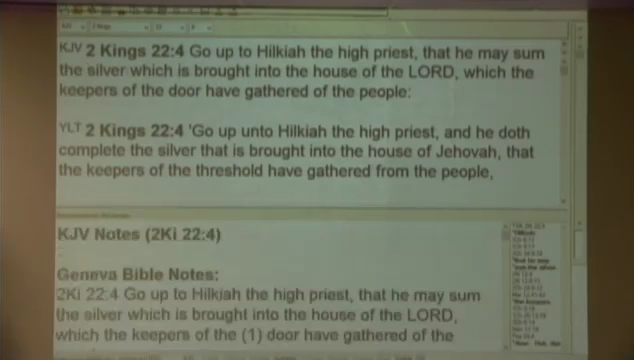 KJV 2 Kings 22:4 Go up to Hilkiah the high priest, that he may sum
the silver which is brought into the house of the LORD, which the
keepers of the door have gathered of the people:
YLT 2 Kings 22:4 'Go up unto Hilkiah the high priest, and he doth
complete the silver that is brought into the house of Jehovah, that
the keepers of the threshold have gathered from the people,
KJV Notes (2Ki 22:4)
Geneva Bible Notes:
2Ki 22:4 Go up to Hilkiah the high priest, that he may sum
the silver which is brought into the house of the LORD,
which the keepers of the (1) door have gathered of the